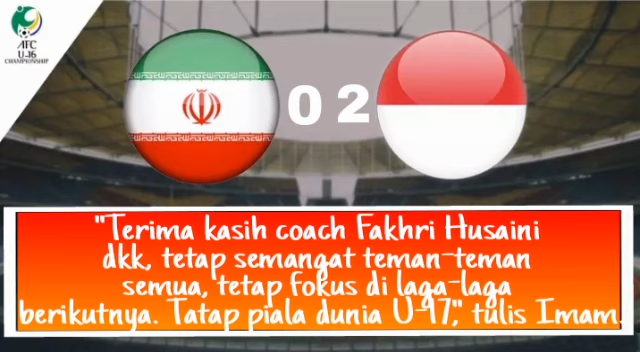 AFC
U-16
CHAMPIONSHIP
0 2
"Terima kasih coach Fakhri Husaini
dkk, tetap semangat teman-teman
semua, tetap fokus di laga-laga
berikutnya. Tatap piala dunia U-17," tulis Imam.